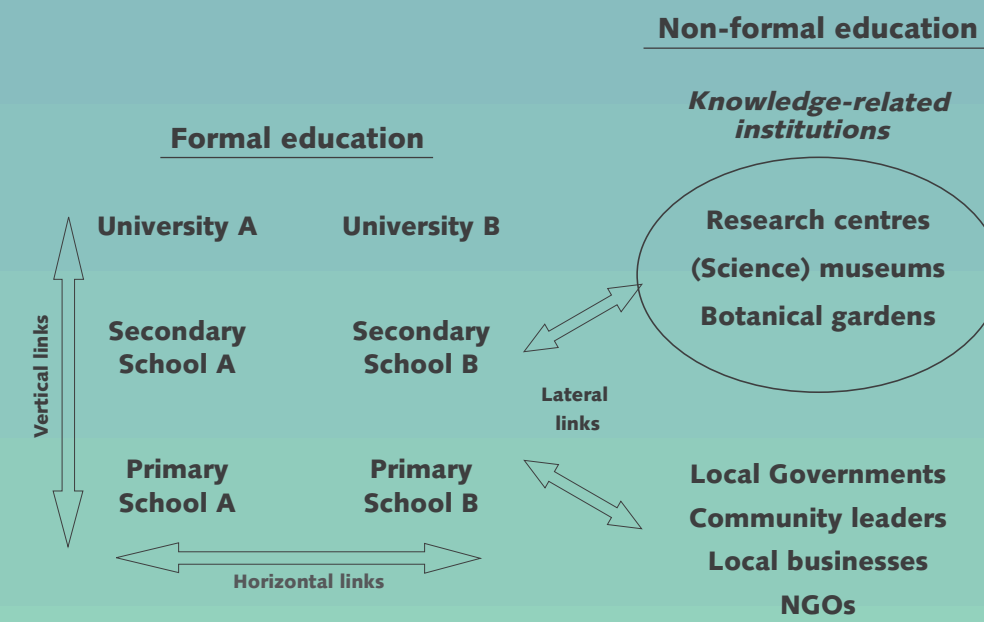 Non-formal education
Knowledge-related
institutions
Formal education
University A
University B
Research centres
(Science) museums
Botanical gardens
Vertical links
Secondary
School A
Secondary
School B
Lateral
links
Primary
School A
Primary
School B
Local Governments
Community leaders
Local businesses
NGOs
Horizontal links